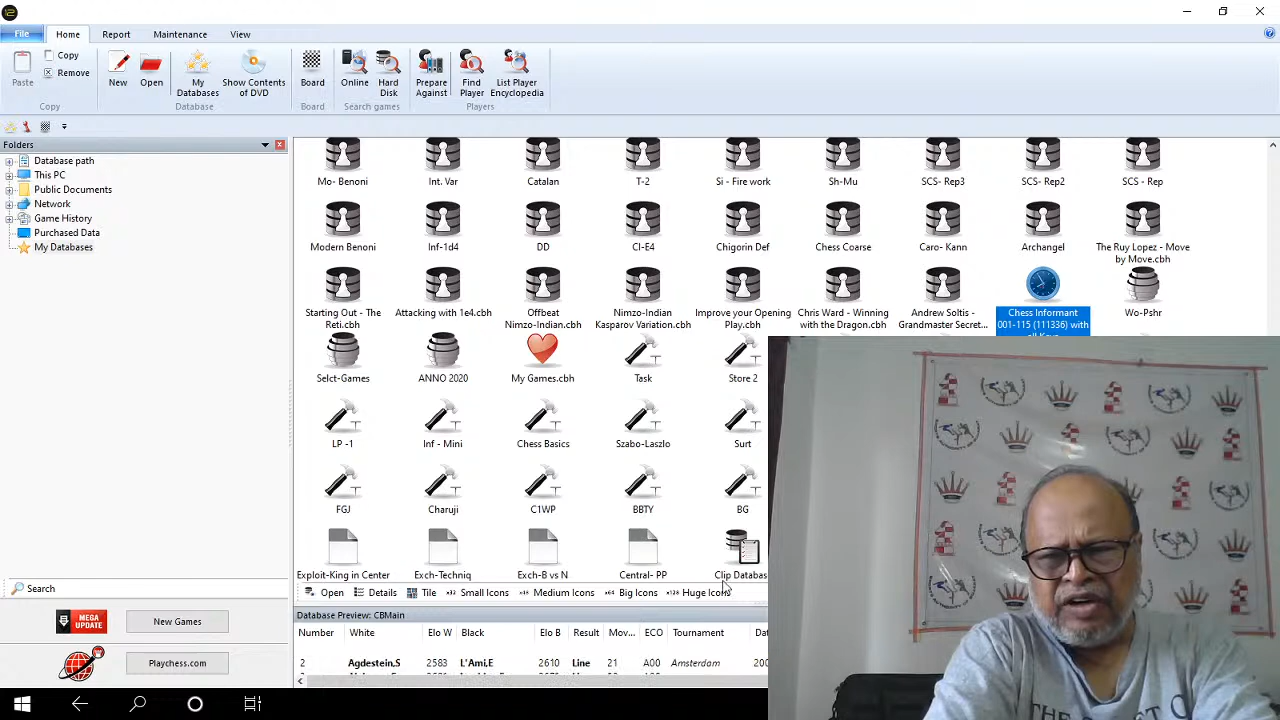 File Home Report Maintenance View
Paste Copy Remove
New Open My Databases Show Contents of DVD Board Online Hard Disk Prepare Against Find Player List Player Encyclopedia
Copy Database Board Search games Players
Folders
Database path
This PC
Public Documents
Network
Game History
Purchased Data
My Databases
Search
MEGA UPDATE New Games
Playchess.com
Mo- Benoni Int. Var Catalan T-2 Si - Fire work Sh-Mu SCS- Rep3 SCS- Rep2 SCS - Rep
Modern Benoni Inf-1d4 DD CI-E4 Chigorin Def Chess Coarse Caro- Kann Archangel The Ruy Lopez - Move by Move.cbh
Starting Out - The Reti.cbh Attacking with 1e4.cbh Offbeat Nimzo-Indian.cbh Nimzo-Indian Kasparov Variation.cbh Improve your Opening Play.cbh Chris Ward - Winning with the Dragon.cbh Andrew Soltis - Grandmaster Secret... Chess Informant 001-115 (111336) with Wo-Pshr
Selct-Games ANNO 2020 My Games.cbh Task Store 2
LP -1 Inf - Mini Chess Basics Szabo-Laszlo Surt
FGJ Charuji C1WP BBTY BG
Exploit-King in Center Exch-Techniq Exch-B vs N Central- PP Clip Databas
Open Details Tile Small Icons Medium Icons Big Icons Huge Icons
Database Preview: CBMain
Number White Elo W Black Elo B Result Mov... ECO Tournament Dat
2 Agdestein,S 2583 L'Ami,E 2610 Line 21 A00 Amsterdam 200